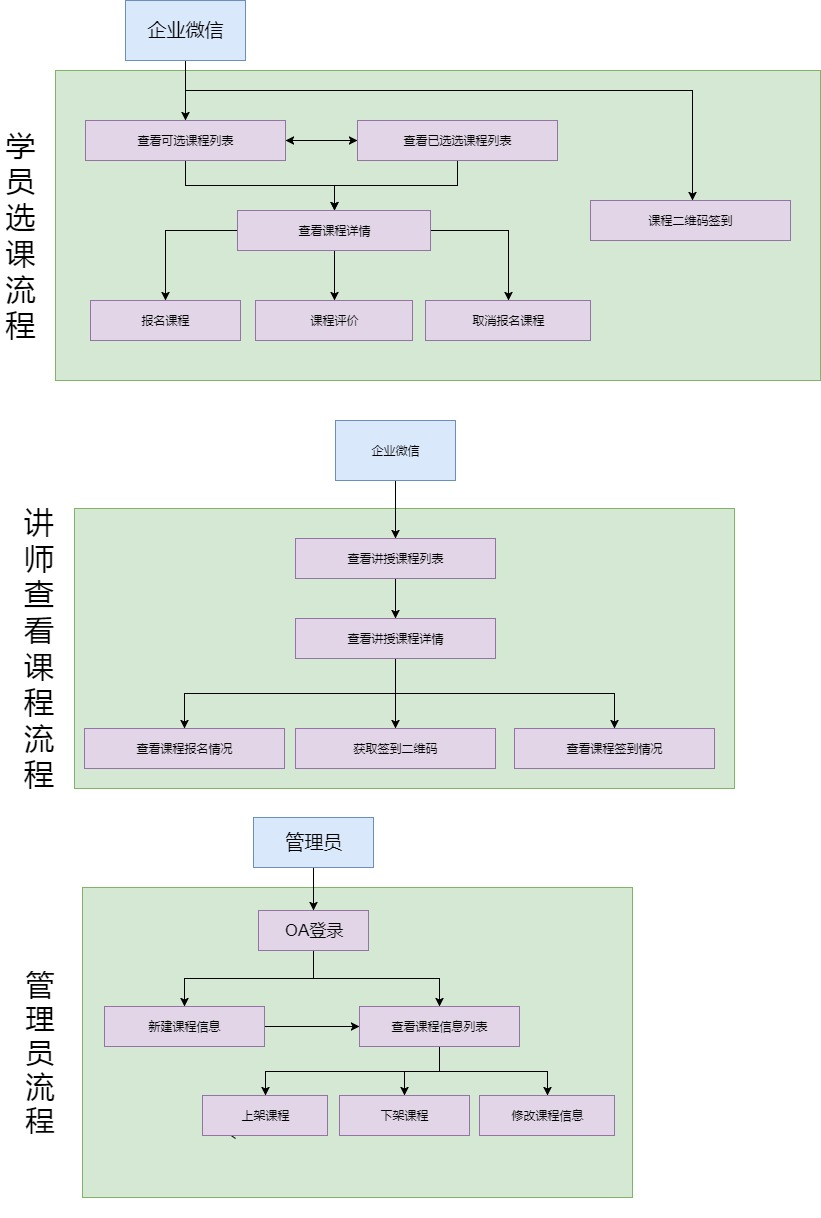 企业微信
学员选课流程
查看可选课程列表
查看已选选课程列表
课程二维码签到
查看课程详情
报名课程
课程评价
取消报名课程
企业微信
讲师查看课程流程
查看讲授课程列表
查看讲授课程详情
查看课程报名情况
获取签到二维码
查看课程签到情况
管理员
管理员流程
OA登录
新建课程信息
查看课程信息列表
上架课程
下架课程
修改课程信息